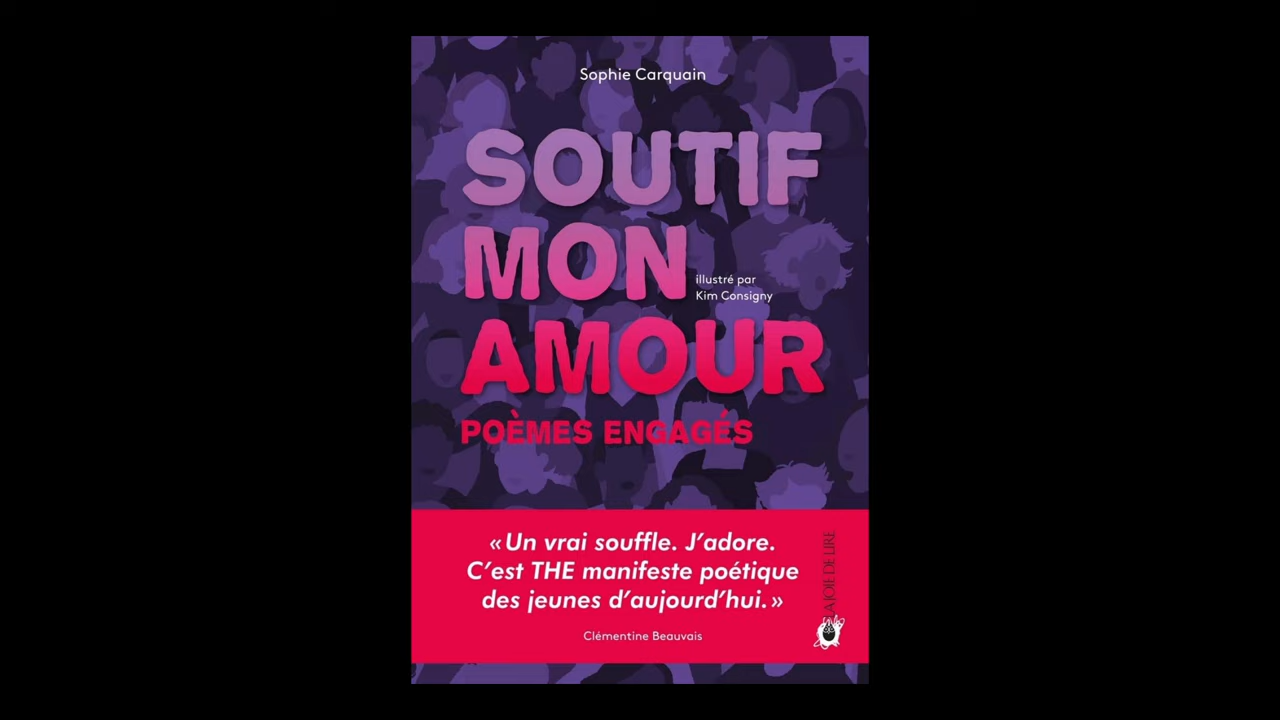 Sophie Carquain
SOUTIF
MON
illustré par
Kim Consigny
AMOUR
POÈMES ENGAGÉS
« Un vrai souffle. J’adore.
C’est THE manifeste poétique
des jeunes d’aujourd’hui. »
Clémentine Beauvais
LA JOIE DE LIRE